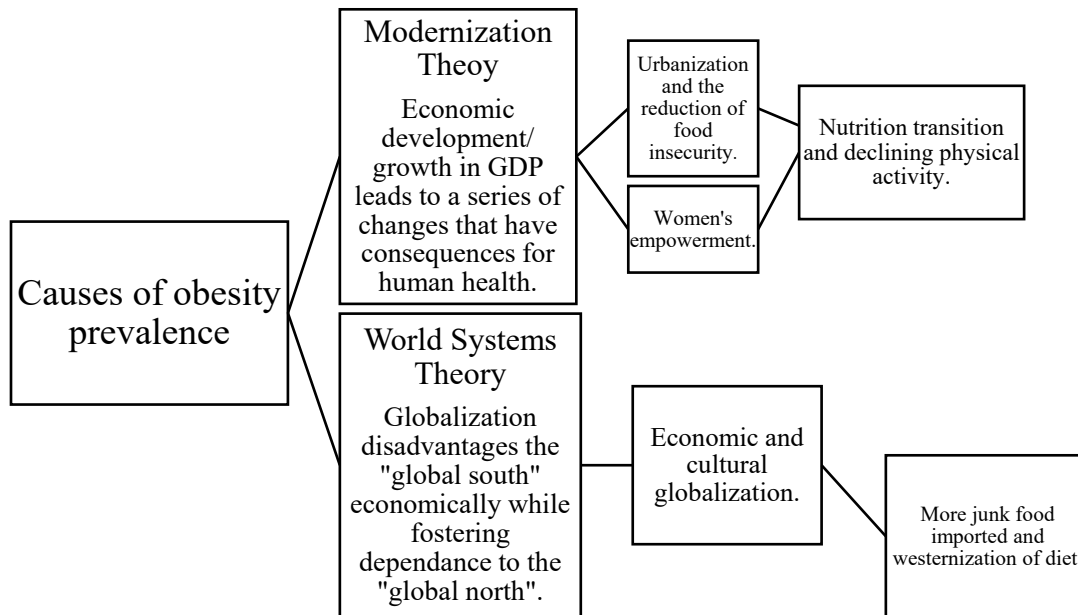 Causes of obesity
prevalence
Modernization
Theoy
Economic
development/
growth in GDP
leads to a series of
changes that have
consequences for
human health.
Urbanization
and the
reduction of
food
insecurity.
Women's
empowerment.
Nutrition transition
and declining physical
activity.
World Systems
Theory
Globalization
disadvantages the
"global south"
economically while
fostering
dependance to the
"global north".
Economic and
cultural
globalization.
More junk food
imported and
westernization of diet